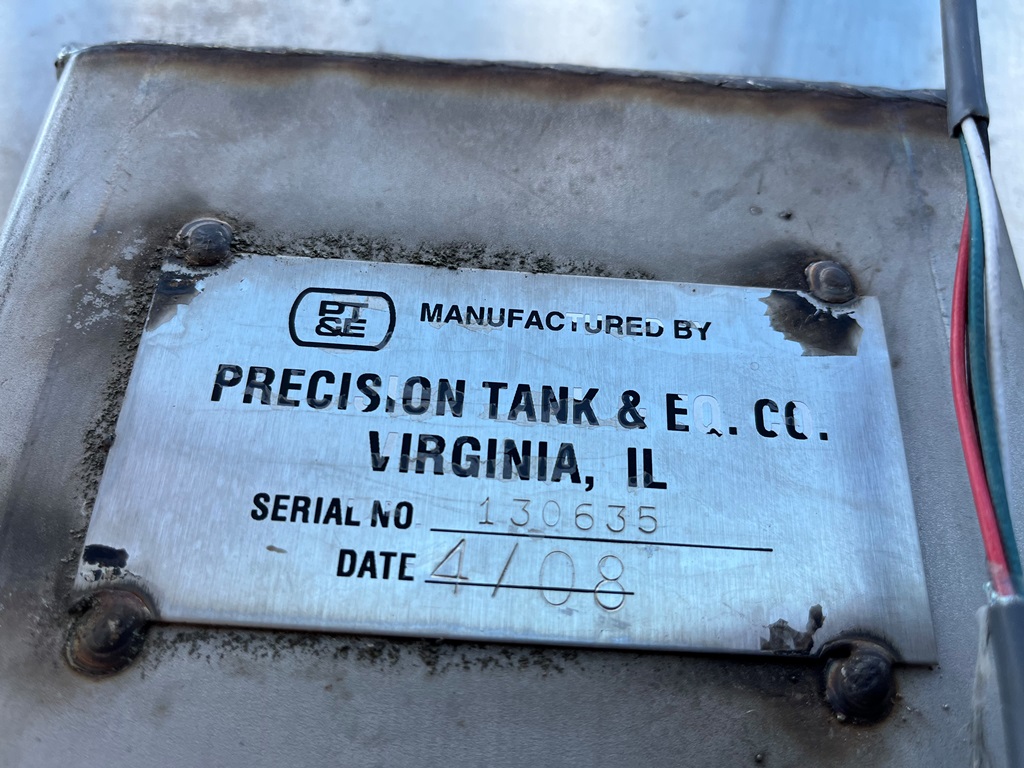 PT
&E
MANUFACTURED BY
PRECISION TANK & EQ. CO.
VIRGINIA, IL
SERIAL NO 130635
DATE 4/08